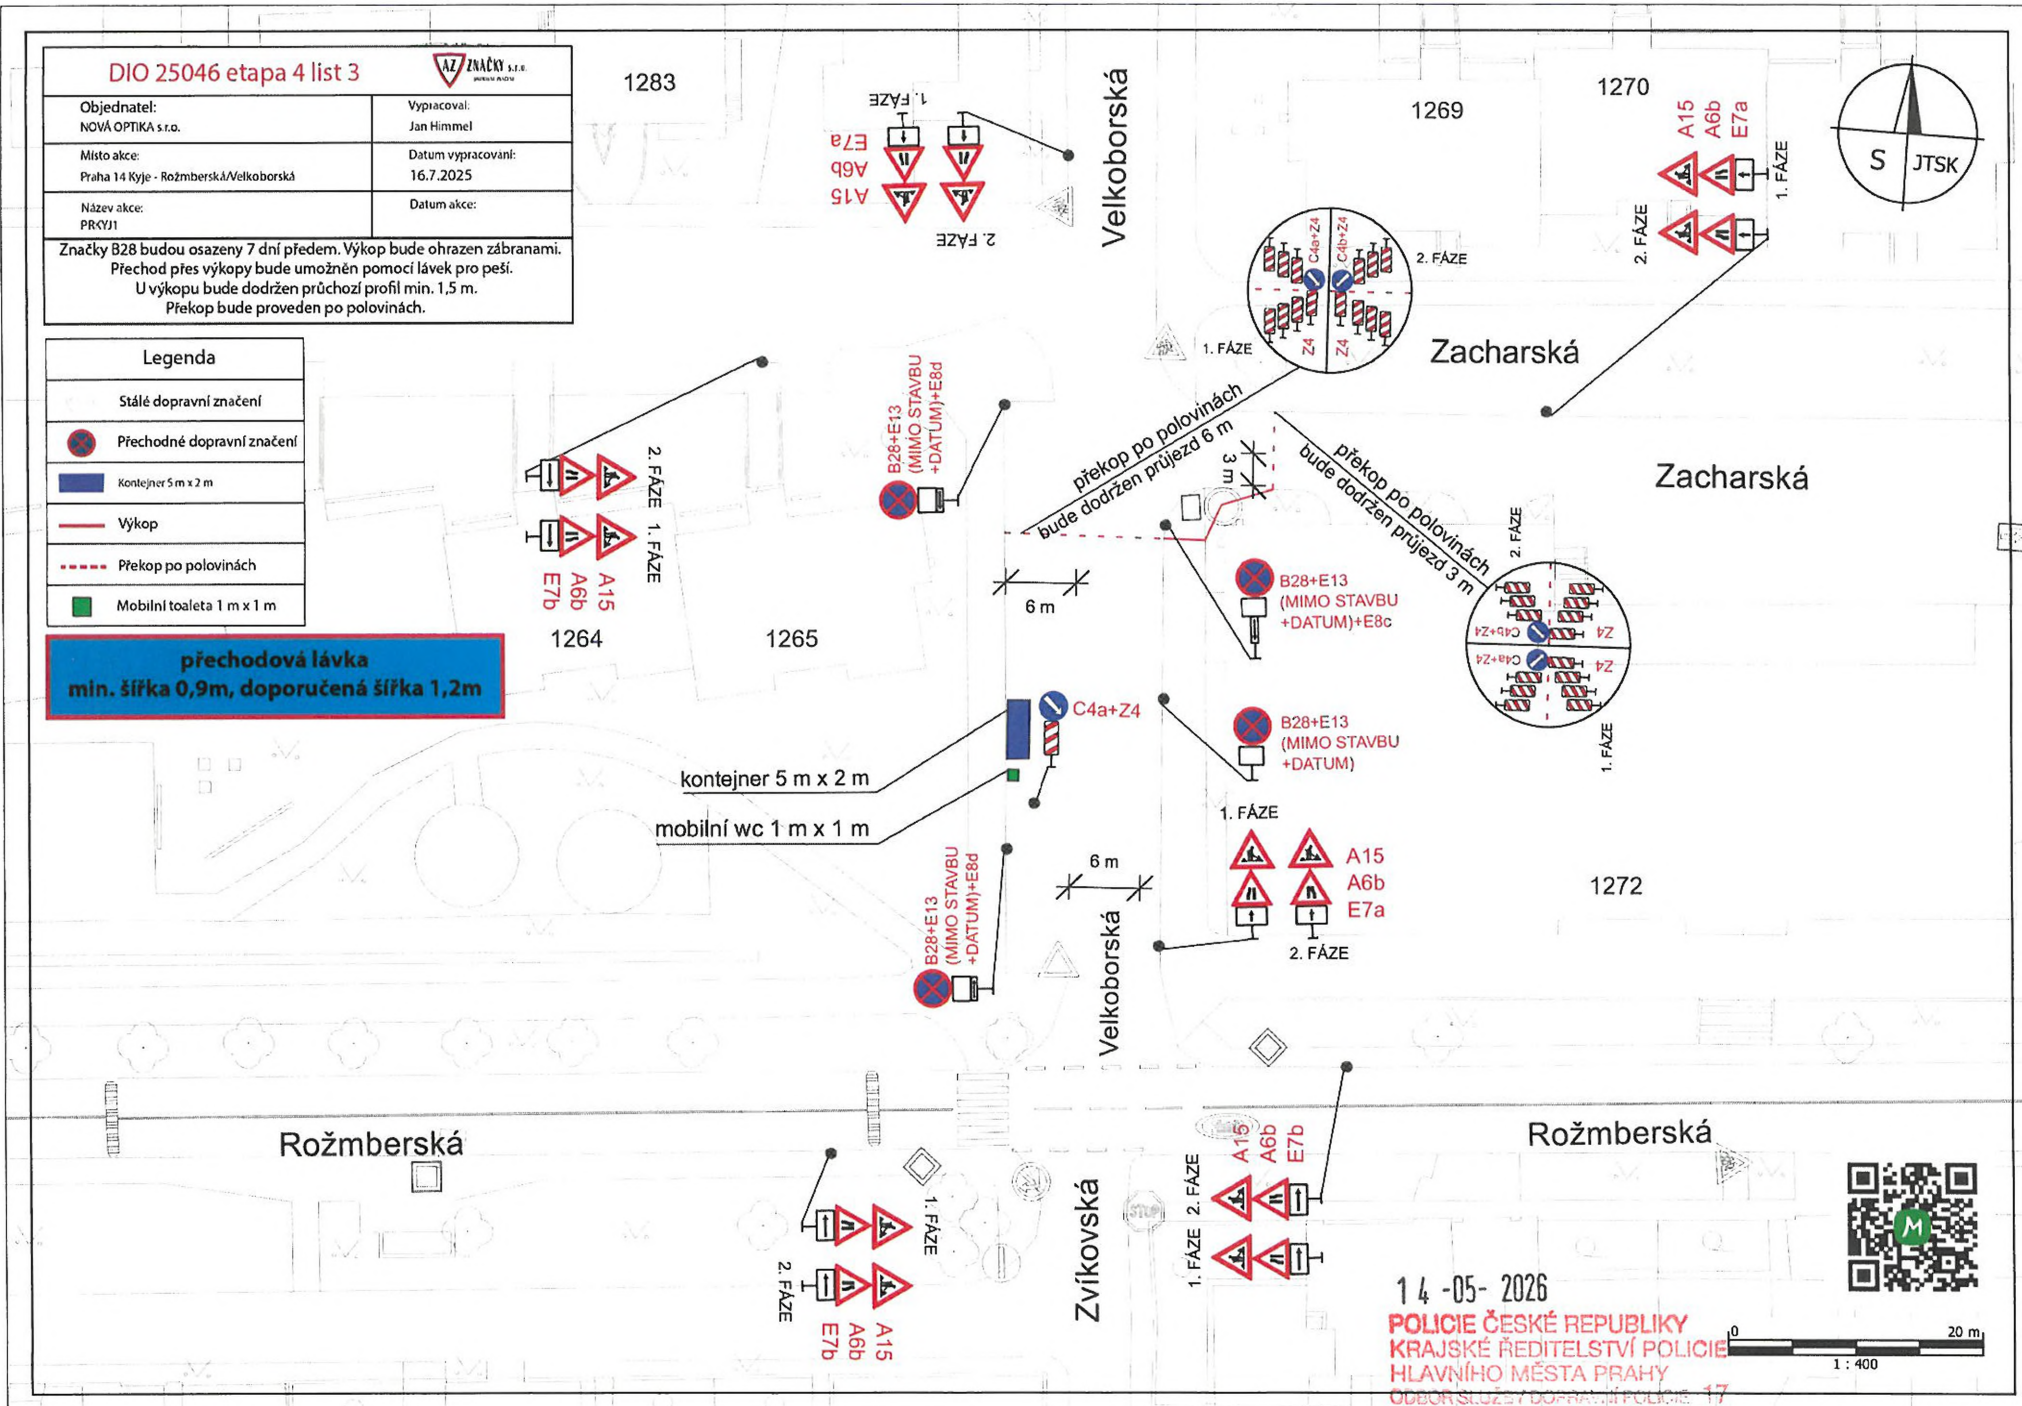 DIO 25046 etapa 4 list 3
AZ ZNAČKY s.r.o.
Objednatel:
NOVÁ OPTIKA s.r.o.
Vypracoval:
Jan Himmel
Místo akce:
Praha 14 Kyje - Rožmberská/Velkoborská
Datum vypracování:
16.7.2025
Název akce:
PRKYJ1
Datum akce:
Značky B28 budou osazeny 7 dní předem. Výkop bude ohrazen zábranami.
Přechod přes výkopy bude umožněn pomocí lávek pro pěší.
U výkopu bude dodržen průchozí profil min. 1,5 m.
Překop bude proveden po polovinách.
Legenda
Stálé dopravní značení
Přechodné dopravní značení
Kontejner 5 m x 2 m
Výkop
Překop po polovinách
Mobilní toaleta 1 m x 1 m
přechodová lávka
min. šířka 0,9m, doporučená šířka 1,2m
1283
1. FÁZE
E7a
A6b
A15
2. FÁZE
Velkoborská
1269
1270
A15
A6b
E7a
1. FÁZE
2. FÁZE
S JTSK
C4a+Z4
C4b+Z4
Z4
Z4
2. FÁZE
1. FÁZE
Zacharská
Zacharská
B28+E13
(MIMO STAVBU
+DATUM)+E8d
překop po polovinách
bude dodržen průjezd 6 m
3 m
překop po polovinách
bude dodržen průjezd 3 m
2. FÁZE
C4b+Z4
Z4
C4a+Z4
Z4
1. FÁZE
2. FÁZE
1. FÁZE
E7b
A6b
A15
1264
1265
6 m
B28+E13
(MIMO STAVBU
+DATUM)+E8c
C4a+Z4
B28+E13
(MIMO STAVBU
+DATUM)
kontejner 5 m x 2 m
mobilní wc 1 m x 1 m
1. FÁZE
A15
A6b
E7a
2. FÁZE
6 m
1272
B28+E13
(MIMO STAVBU
+DATUM)+E8d
Velkoborská
Rožmberská
Rožmberská
A15
A6b
E7b
2. FÁZE
1. FÁZE
1. FÁZE
2. FÁZE
E7b
A6b
A15
Zvíkovská
STOP
14 -05- 2026
POLICIE ČESKÉ REPUBLIKY
KRAJSKÉ ŘEDITELSTVÍ POLICIE
HLAVNÍHO MĚSTA PRAHY
ODBOR SLUŽBY DOPRAVNÍ POLICIE 17
M
0 20 m
1 : 400